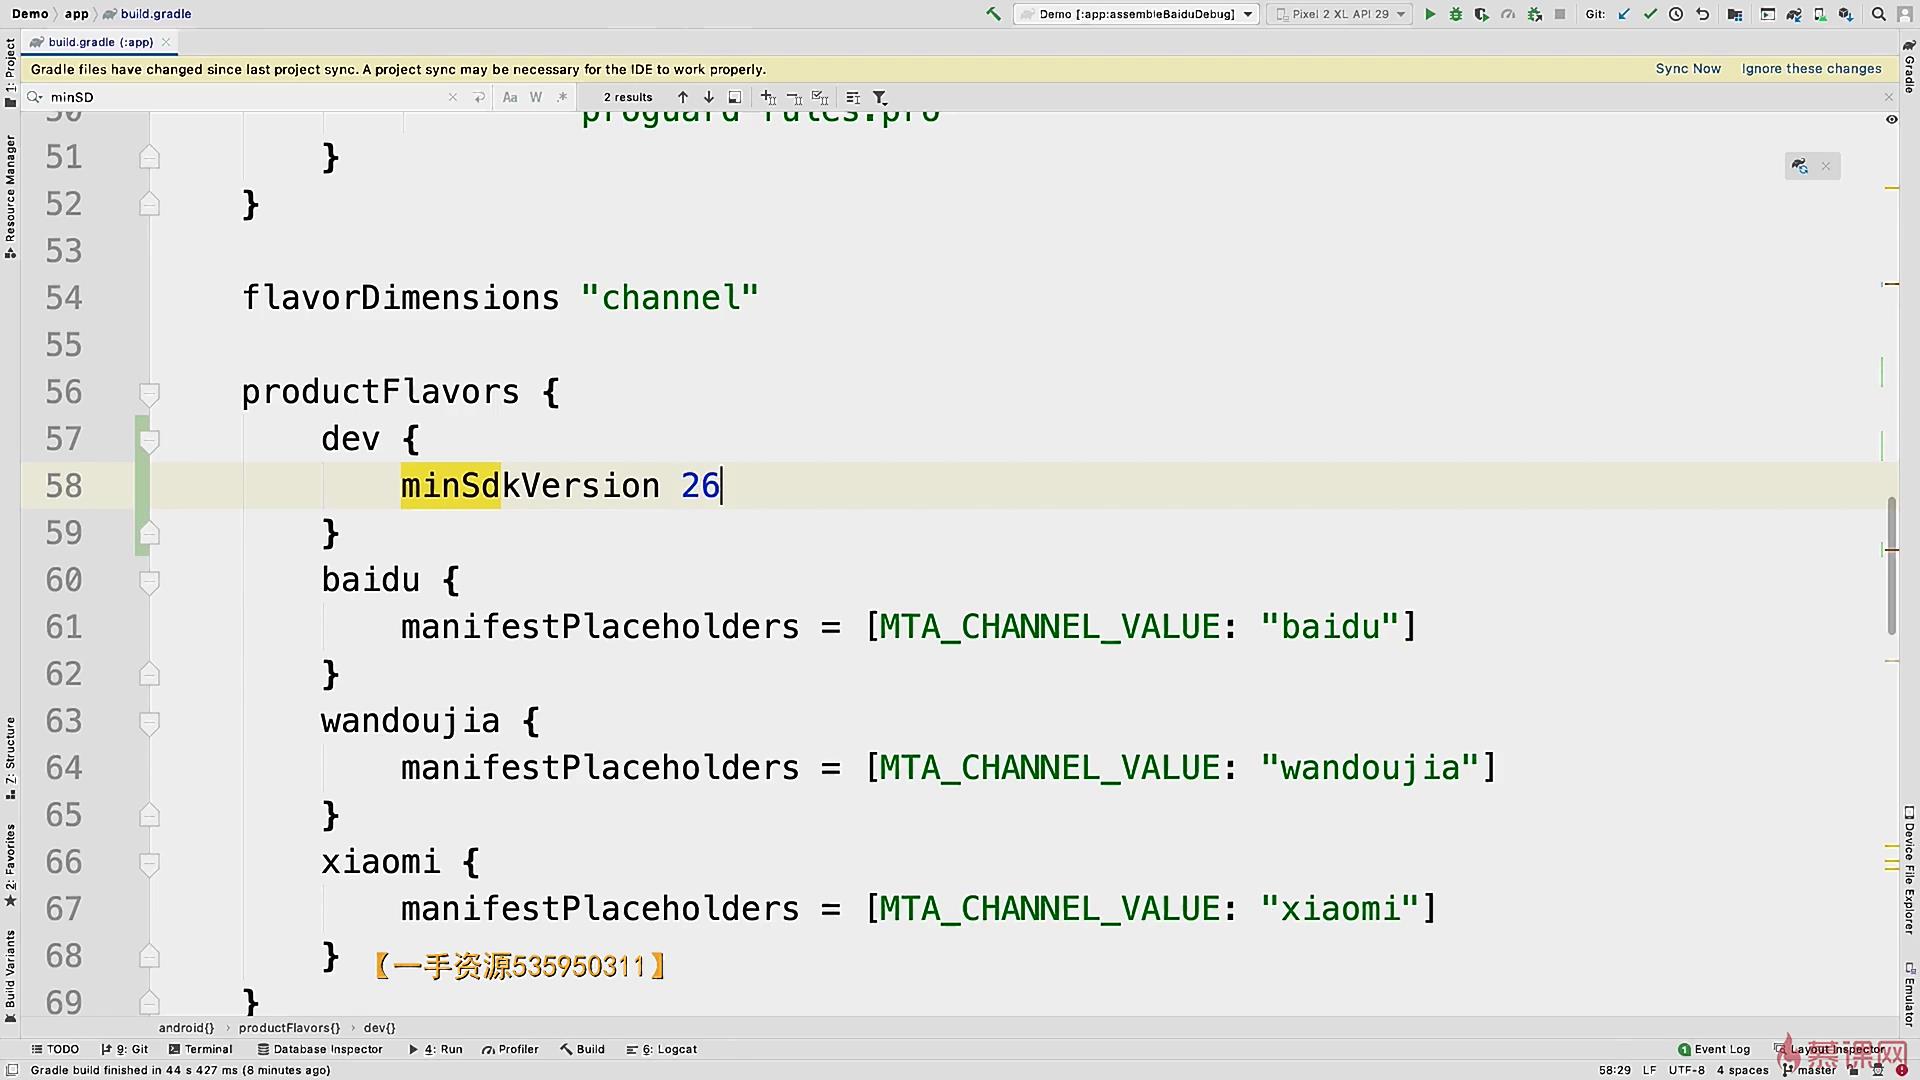 Demo app build.gradle Demo [:app:assembleBaiduDebug] Pixel 2 XL API 29 Git:
build.gradle (:app)
Gradle files have changed since last project sync. A project sync may be necessary for the IDE to work properly. Sync Now Ignore these changes
minSD Aa W .* 2 results
50 proguard-rules.pro
51 }
52 }
53
54 flavorDimensions "channel"
55
56 productFlavors {
57 dev {
58 minSdkVersion 26
59 }
60 baidu {
61 manifestPlaceholders = [MTA_CHANNEL_VALUE: "baidu"]
62 }
63 wandoujia {
64 manifestPlaceholders = [MTA_CHANNEL_VALUE: "wandoujia"]
65 }
66 xiaomi {
67 manifestPlaceholders = [MTA_CHANNEL_VALUE: "xiaomi"]
68 }
【一手资源535950311】
69 }
android{} › productFlavors{} › dev{}
TODO 9: Git Terminal Database Inspector 4: Run Profiler Build 6: Logcat 1 Event Log Layout Inspector
Gradle build finished in 44 s 427 ms (8 minutes ago) 58:29 LF UTF-8 4 spaces master
慕课网
1: Project
Resource Manager
Z: Structure
2: Favorites
Build Variants
Gradle
Device File Explorer
Emulator